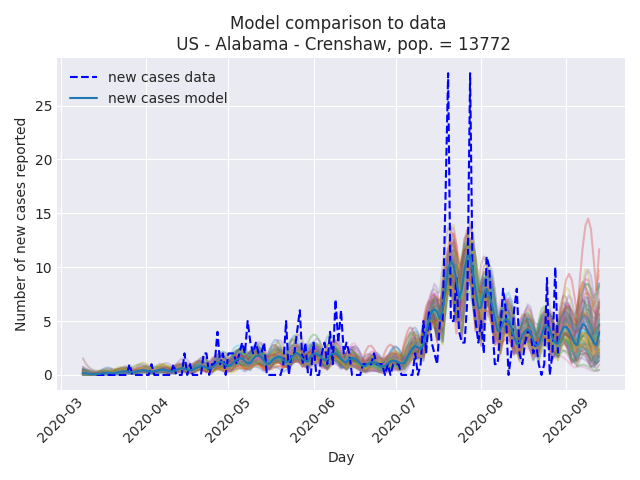 Model comparison to data
US - Alabama - Crenshaw, pop. = 13772
new cases data
new cases model
Number of new cases reported
25
20
15
10
5
0
2020-03
2020-04
2020-05
2020-06
2020-07
2020-08
2020-09
Day